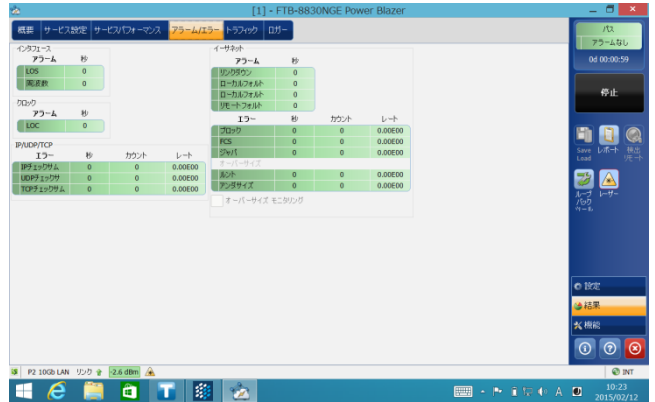 [1] - FTB-8830NGE Power Blazer
概要 サービス設定 サービスパフォーマンス アラーム/エラー トラフィック ロガー
インタフェース
アラーム 秒
LOS 0
周波数 0
クロック
アラーム 秒
LOC 0
IP/UDP/TCP
エラー 秒 カウント レート
IPチェックサム 0 0 0.00E00
UDPチェックサ 0 0 0.00E00
TCPチェックサム 0 0 0.00E00
イーサネット
アラーム 秒
リンクダウン 0
ローカルフォルト 0
ローカルフォルト 0
リモートフォルト 0
エラー 秒 カウント レート
ブロック 0 0 0.00E00
FCS 0 0 0.00E00
ジャバ 0 0 0.00E00
オーバーサイズ
ルント 0 0 0.00E00
アンダサイズ 0 0 0.00E00
オーバーサイズ モニタリング
パス
アラームなし
0d 00:00:59
停止
Save Load
レポート
検出 リモート
ループ バック ツール
レーザー
設定
結果
機能
P2 10Gb LAN リンク -2.6 dBm
INT
A
10:23
2015/02/12